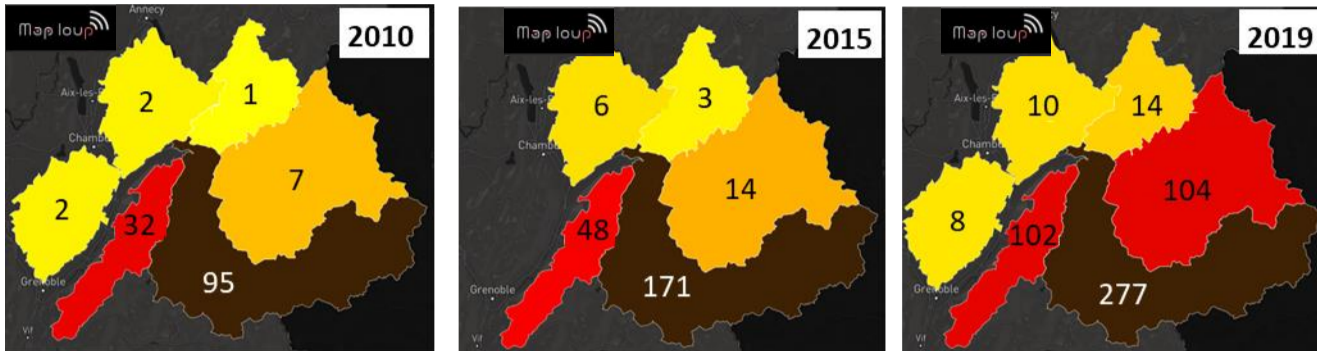 Map loup
Annecy
2010
2
1
Aix-les-B
Chambé
7
2
32
95
Grenoble
Vif
Map loup
2015
6
3
Aix-les-B
Chambé
14
48
171
Grenoble
Vif
Map loup
2019
10
14
Aix-les-B
Chambé
104
8
102
277
Grenoble
Vif